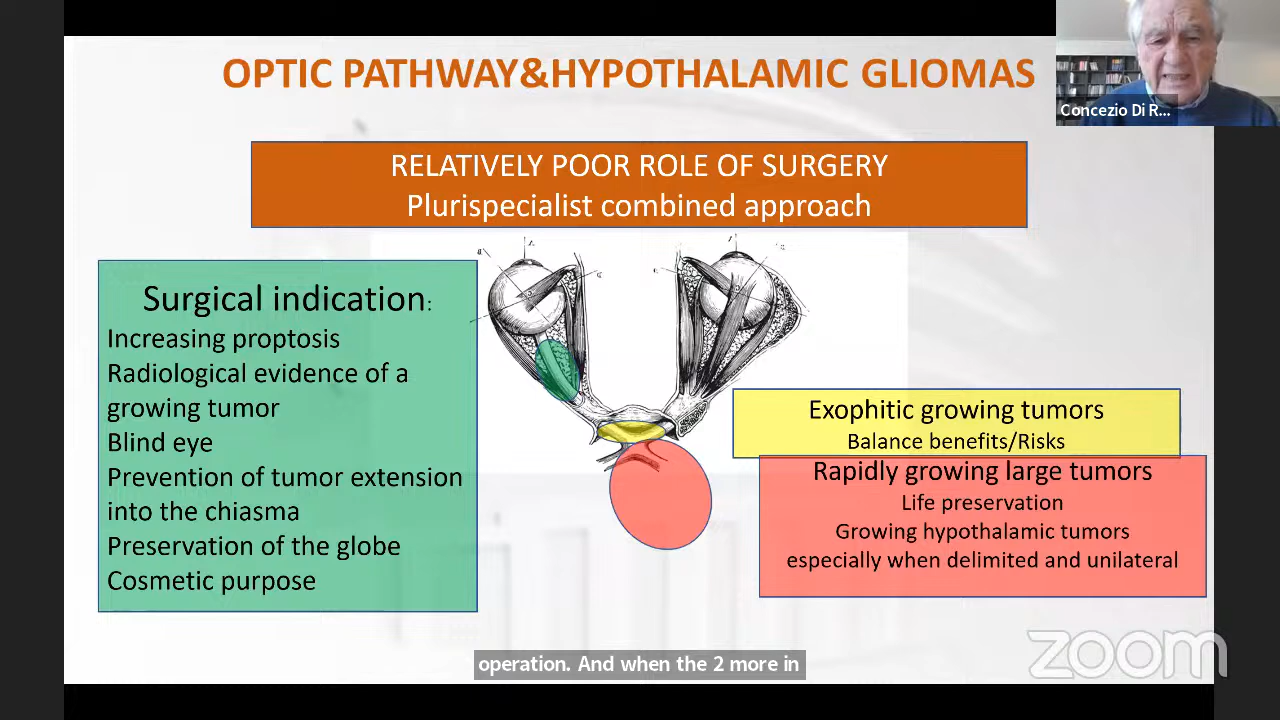 OPTIC PATHWAY&HYPOTHALAMIC GLIOMAS
Concezio Di R...
RELATIVELY POOR ROLE OF SURGERY
Plurispecialist combined approach
Surgical indication:
Increasing proptosis
Radiological evidence of a
growing tumor
Blind eye
Prevention of tumor extension
into the chiasma
Preservation of the globe
Cosmetic purpose
Exophitic growing tumors
Balance benefits/Risks
Rapidly growing large tumors
Life preservation
Growing hypothalamic tumors
especially when delimited and unilateral
zoom
operation. And when the 2 more in